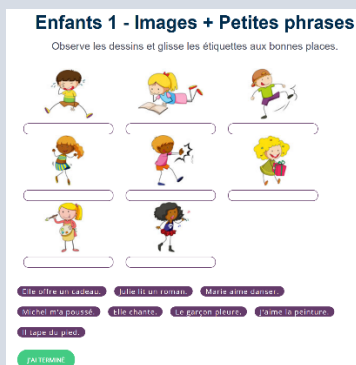 Enfants 1 - Images + Petites phrases
Observe les dessins et glisse les étiquettes aux bonnes places.
Elle offre un cadeau. Julie lit un roman. Marie aime danser.
Michel m'a poussé. Elle chante. Le garçon pleure. J'aime la peinture.
Il tape du pied.
J'AI TERMINÉ